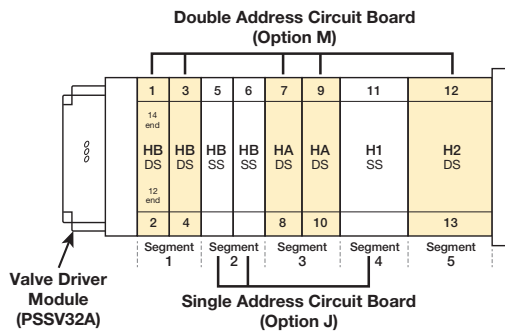 Double Address Circuit Board
(Option M)
1 3 5 6 7 9 11 12
14
end
HB HB HB HB HA HA H1 H2
DS DS SS SS DS DS SS DS
12
end
2 4 8 10 13
Segment Segment Segment Segment Segment
1 2 3 4 5
Valve Driver
Module
(PSSV32A)
Single Address Circuit Board
(Option J)